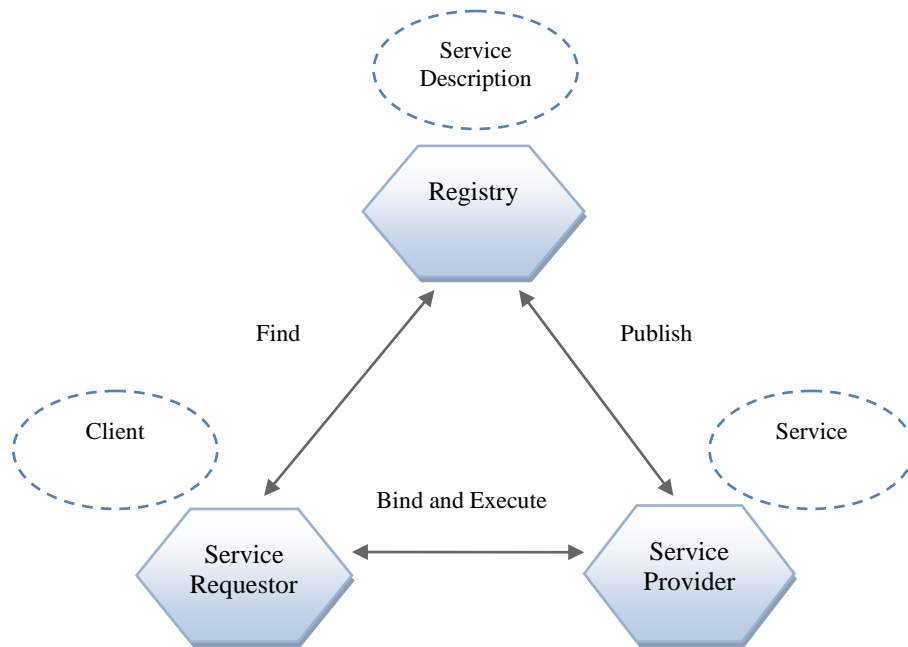 Service
Description
Registry
Find
Publish
Client
Service
Bind and Execute
Service
Requestor
Service
Provider